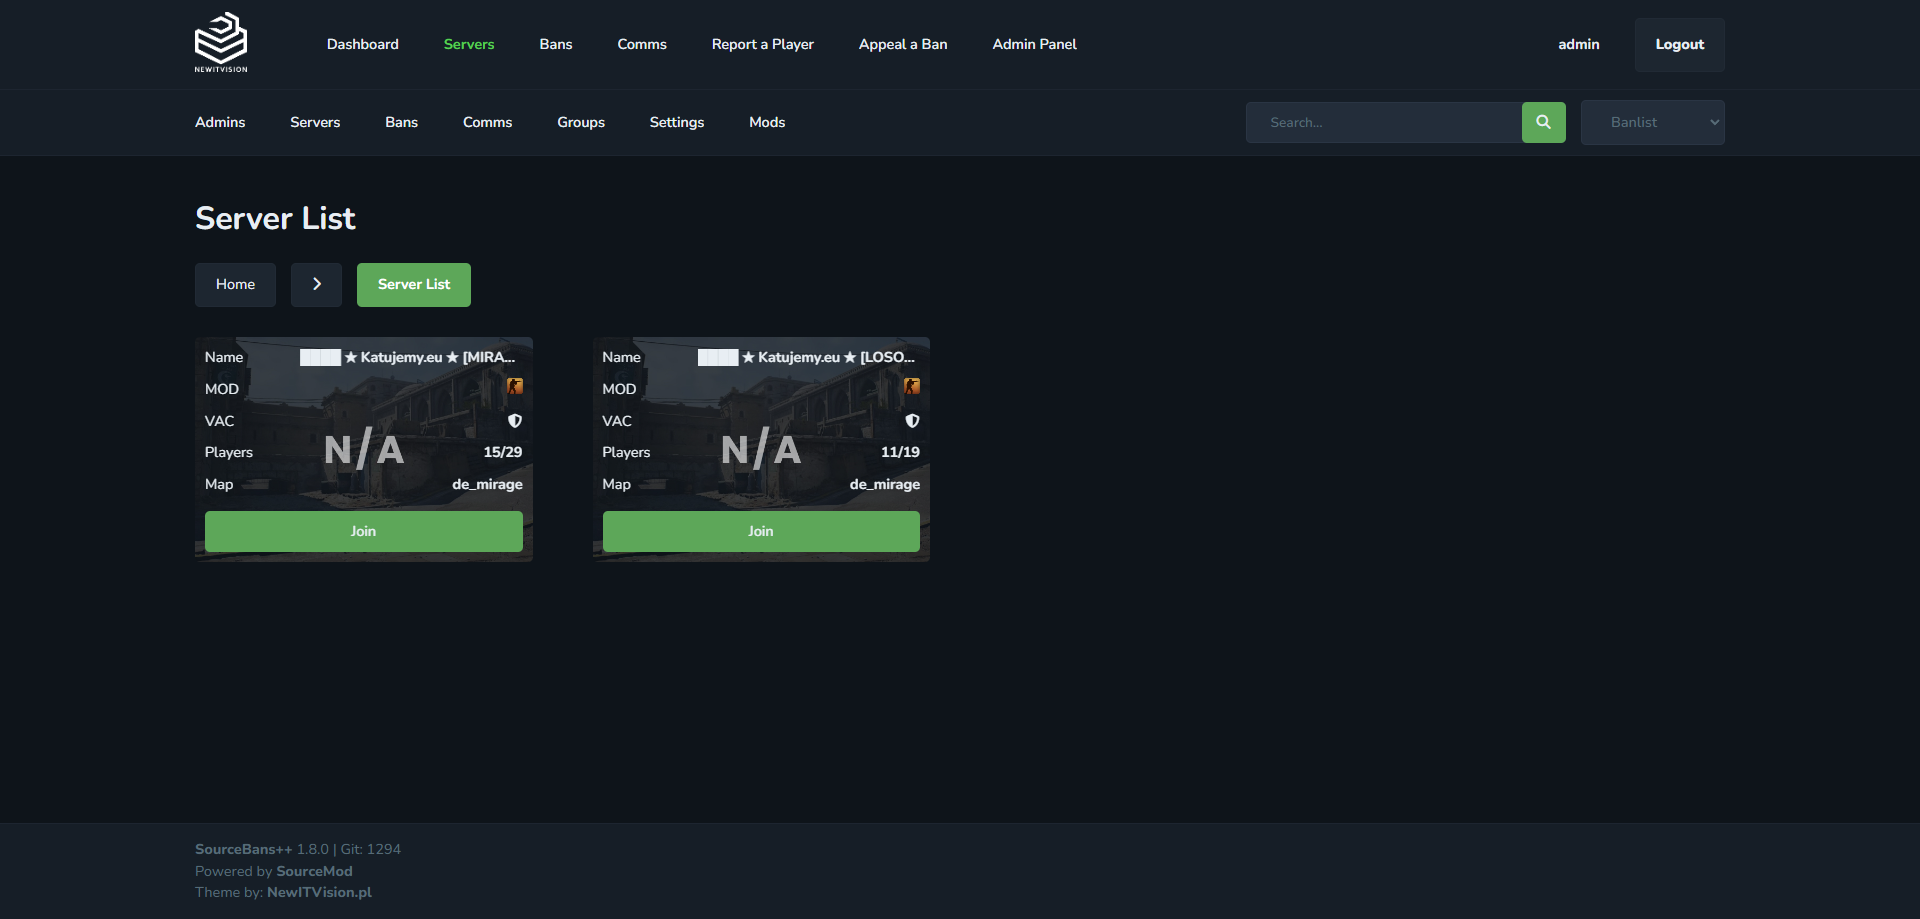 NEWITVISION
Dashboard Servers Bans Comms Report a Player Appeal a Ban Admin Panel admin Logout
Admins Servers Bans Comms Groups Settings Mods Search... Banlist
Server List
Home Server List
Name ████ ★ Katujemy.eu ★ [MIRA...
MOD
VAC
Players 15/29
Map de_mirage
N/A
Join
Name ████ ★ Katujemy.eu ★ [LOSO...
MOD
VAC
Players 11/19
Map de_mirage
N/A
Join
SourceBans++ 1.8.0 | Git: 1294
Powered by SourceMod
Theme by: NewITVision.pl